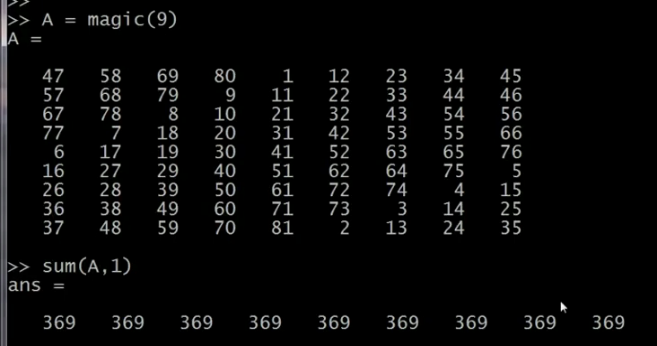 >>
>> A = magic(9)
A =
47 58 69 80 1 12 23 34 45
57 68 79 9 11 22 33 44 46
67 78 8 10 21 32 43 54 56
77 7 18 20 31 42 53 55 66
6 17 19 30 41 52 63 65 76
16 27 29 40 51 62 64 75 5
26 28 39 50 61 72 74 4 15
36 38 49 60 71 73 3 14 25
37 48 59 70 81 2 13 24 35
>> sum(A,1)
ans =
369 369 369 369 369 369 369 369 369